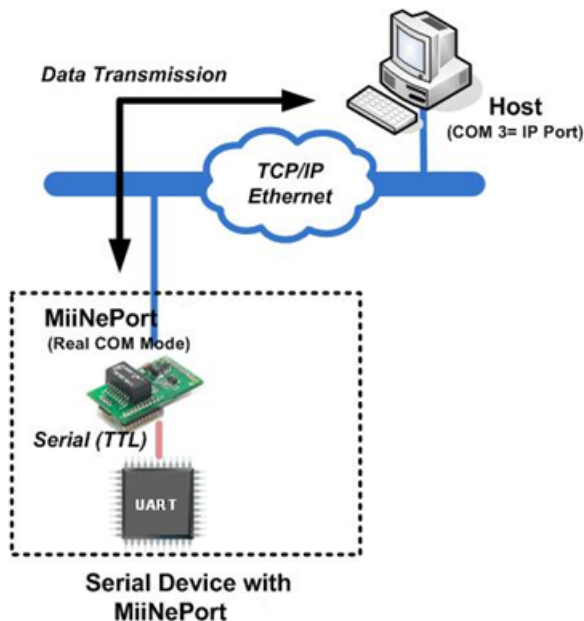 Data Transmission
Host
(COM 3= IP Port)
TCP/IP
Ethernet
MiiNePort
(Real COM Mode)
Serial (TTL)
UART
Serial Device with
MiiNePort